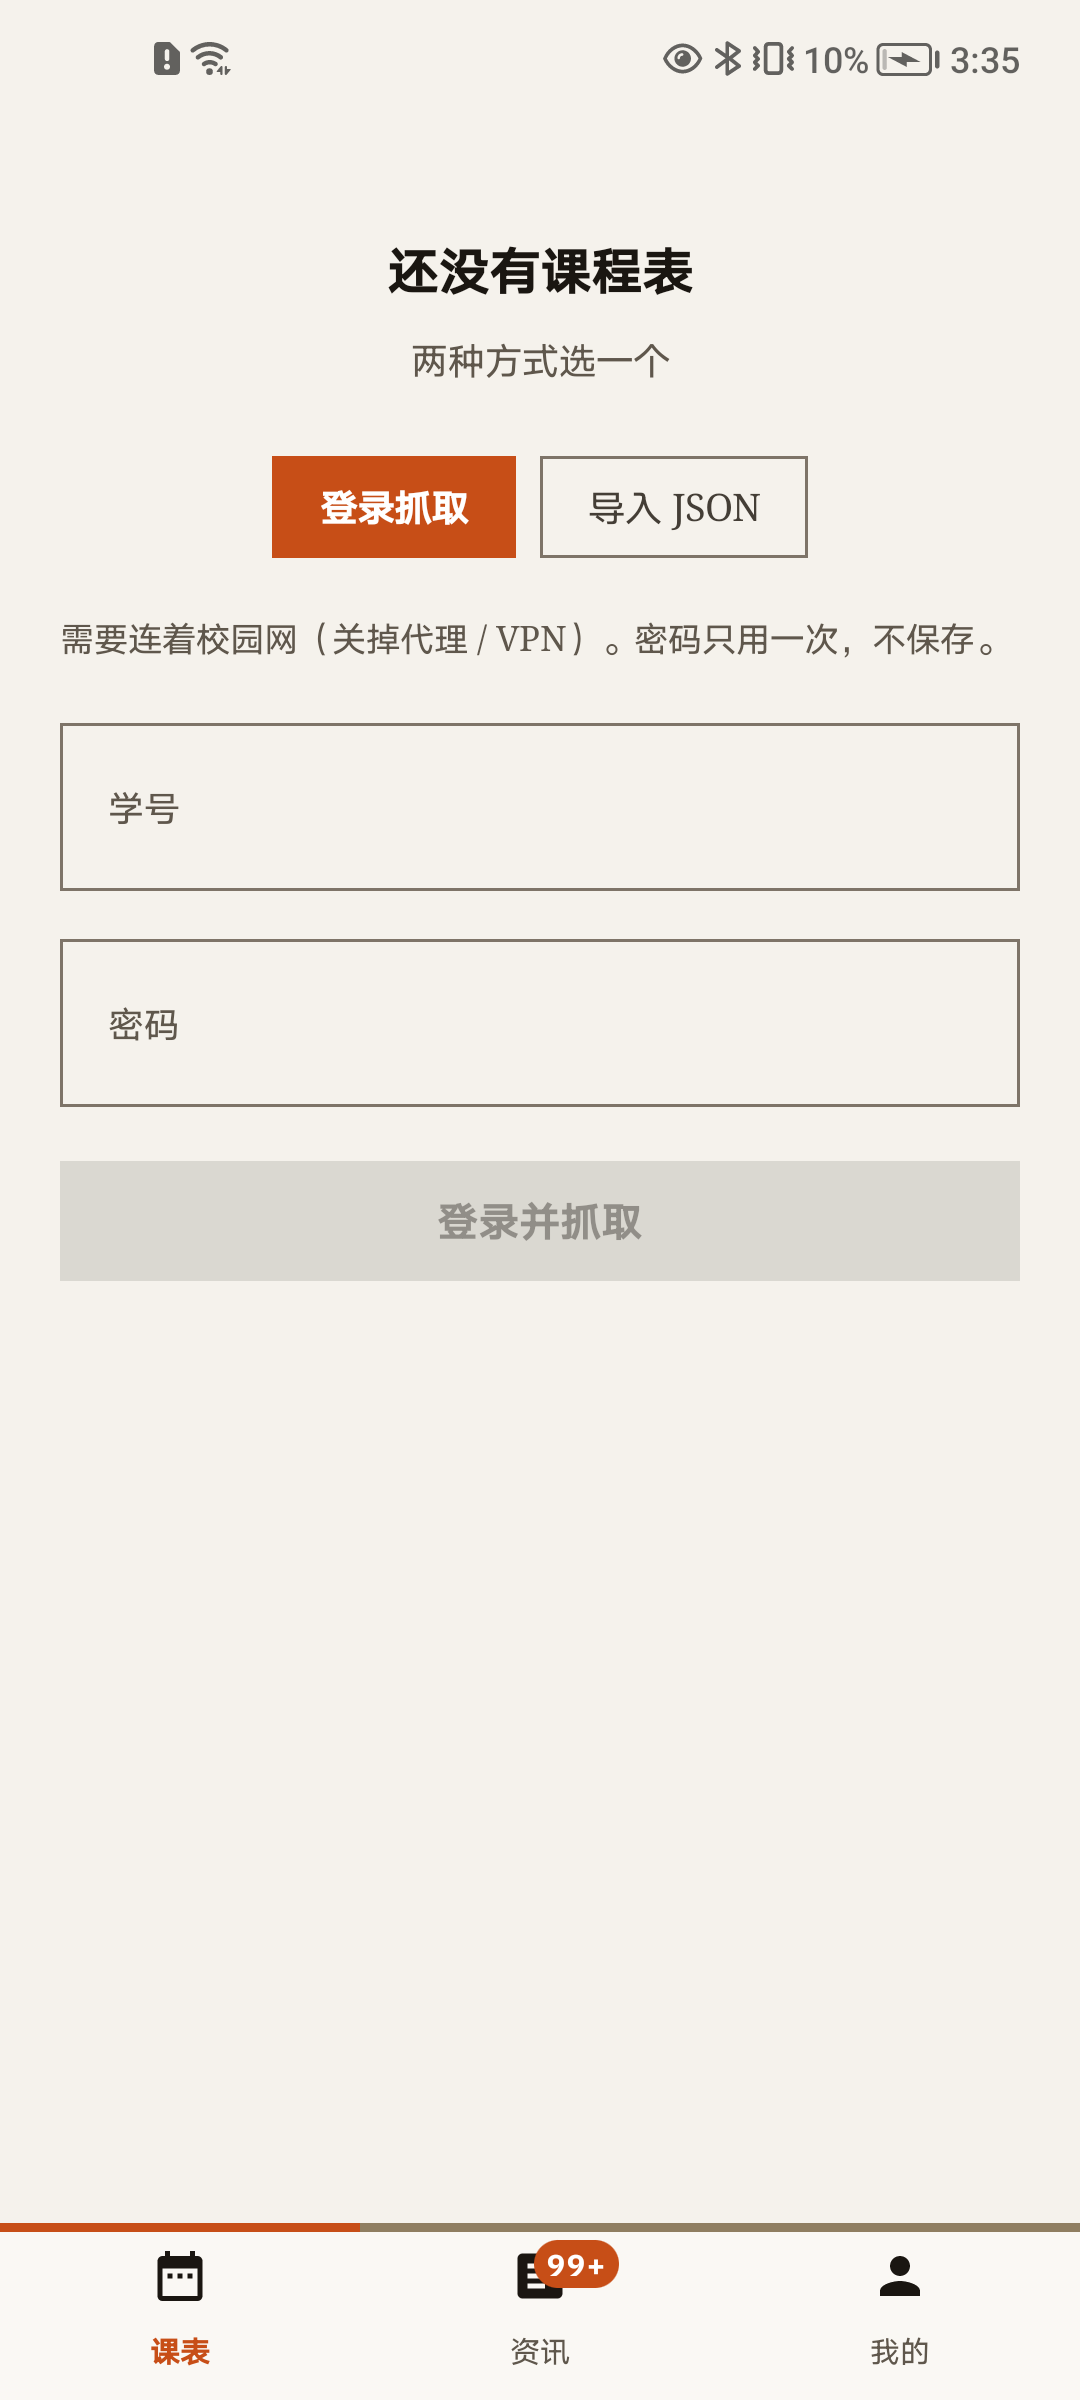 10% 3:35
还没有课程表
两种方式选一个
登录抓取 导入 JSON
需要连着校园网（关掉代理 / VPN）。密码只用一次，不保存。
学号
密码
登录并抓取
99+
课表 资讯 我的